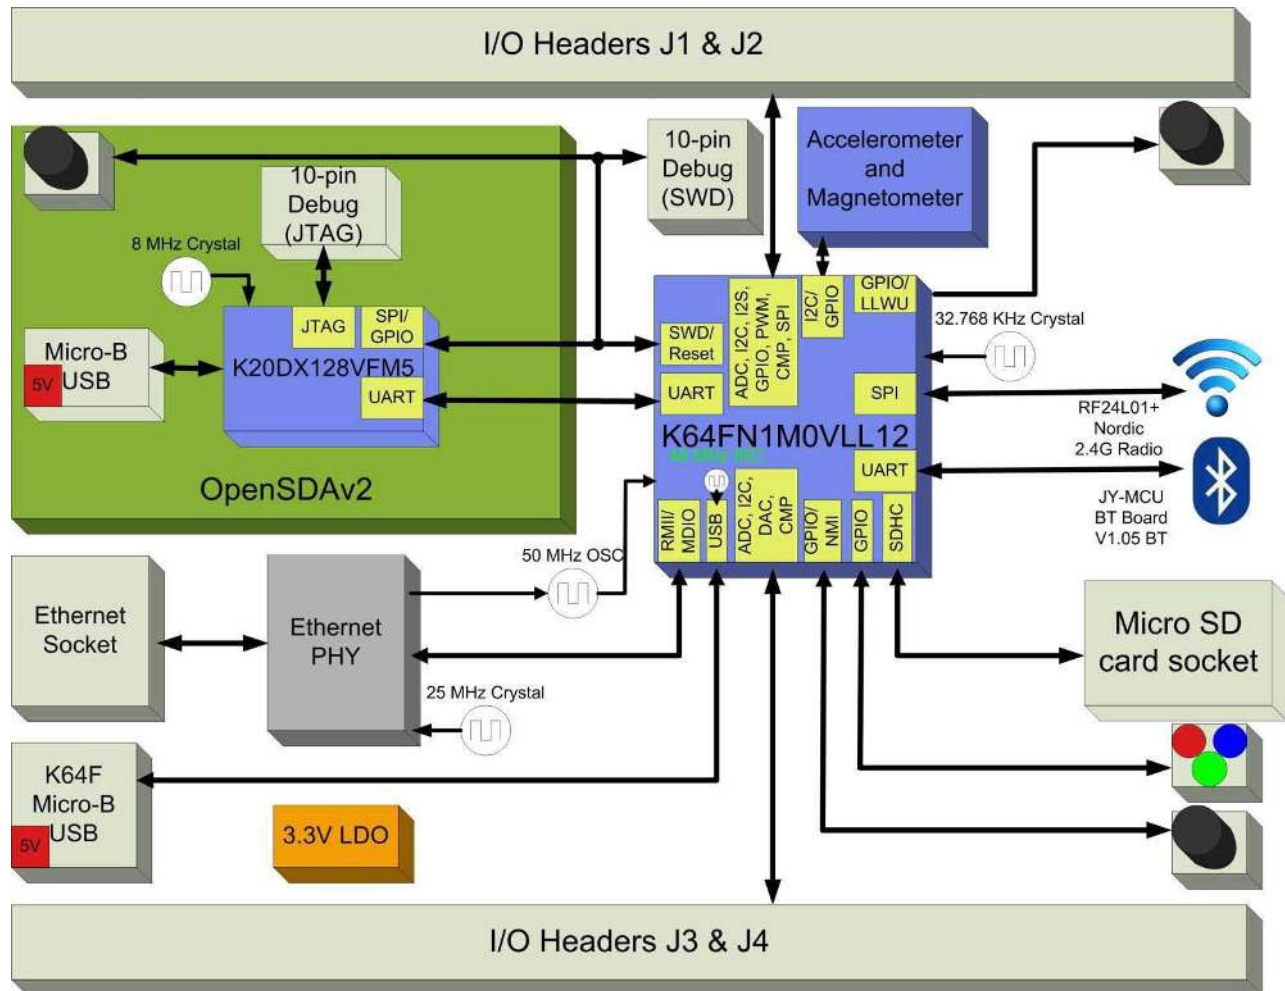 I/O Headers J1 & J2
10-pin
Debug
(SWD)
Accelerometer
and
Magnetometer
10-pin
Debug
(JTAG)
8 MHz Crystal
JTAG
SPI/
GPIO
K20DX128VFM5
UART
Micro-B
USB
5V
OpenSDAv2
SWD/
Reset
UART
ADC, I2C, I2S,
GPIO, PWM,
CMP, SPI
I2C/
GPIO
GPIO/
LLWU
32.768 KHz Crystal
SPI
K64FN1M0VLL12
UART
RMII/
MDIO
USB
ADC, I2C,
DAC,
CMP
GPIO/
NMI
GPIO
SDHC
RF24L01+
Nordic
2.4G Radio
JY-MCU
BT Board
V1.05 BT
50 MHz OSC
Ethernet
Socket
Ethernet
PHY
25 MHz Crystal
Micro SD
card socket
K64F
Micro-B
USB
5V
3.3V LDO
I/O Headers J3 & J4